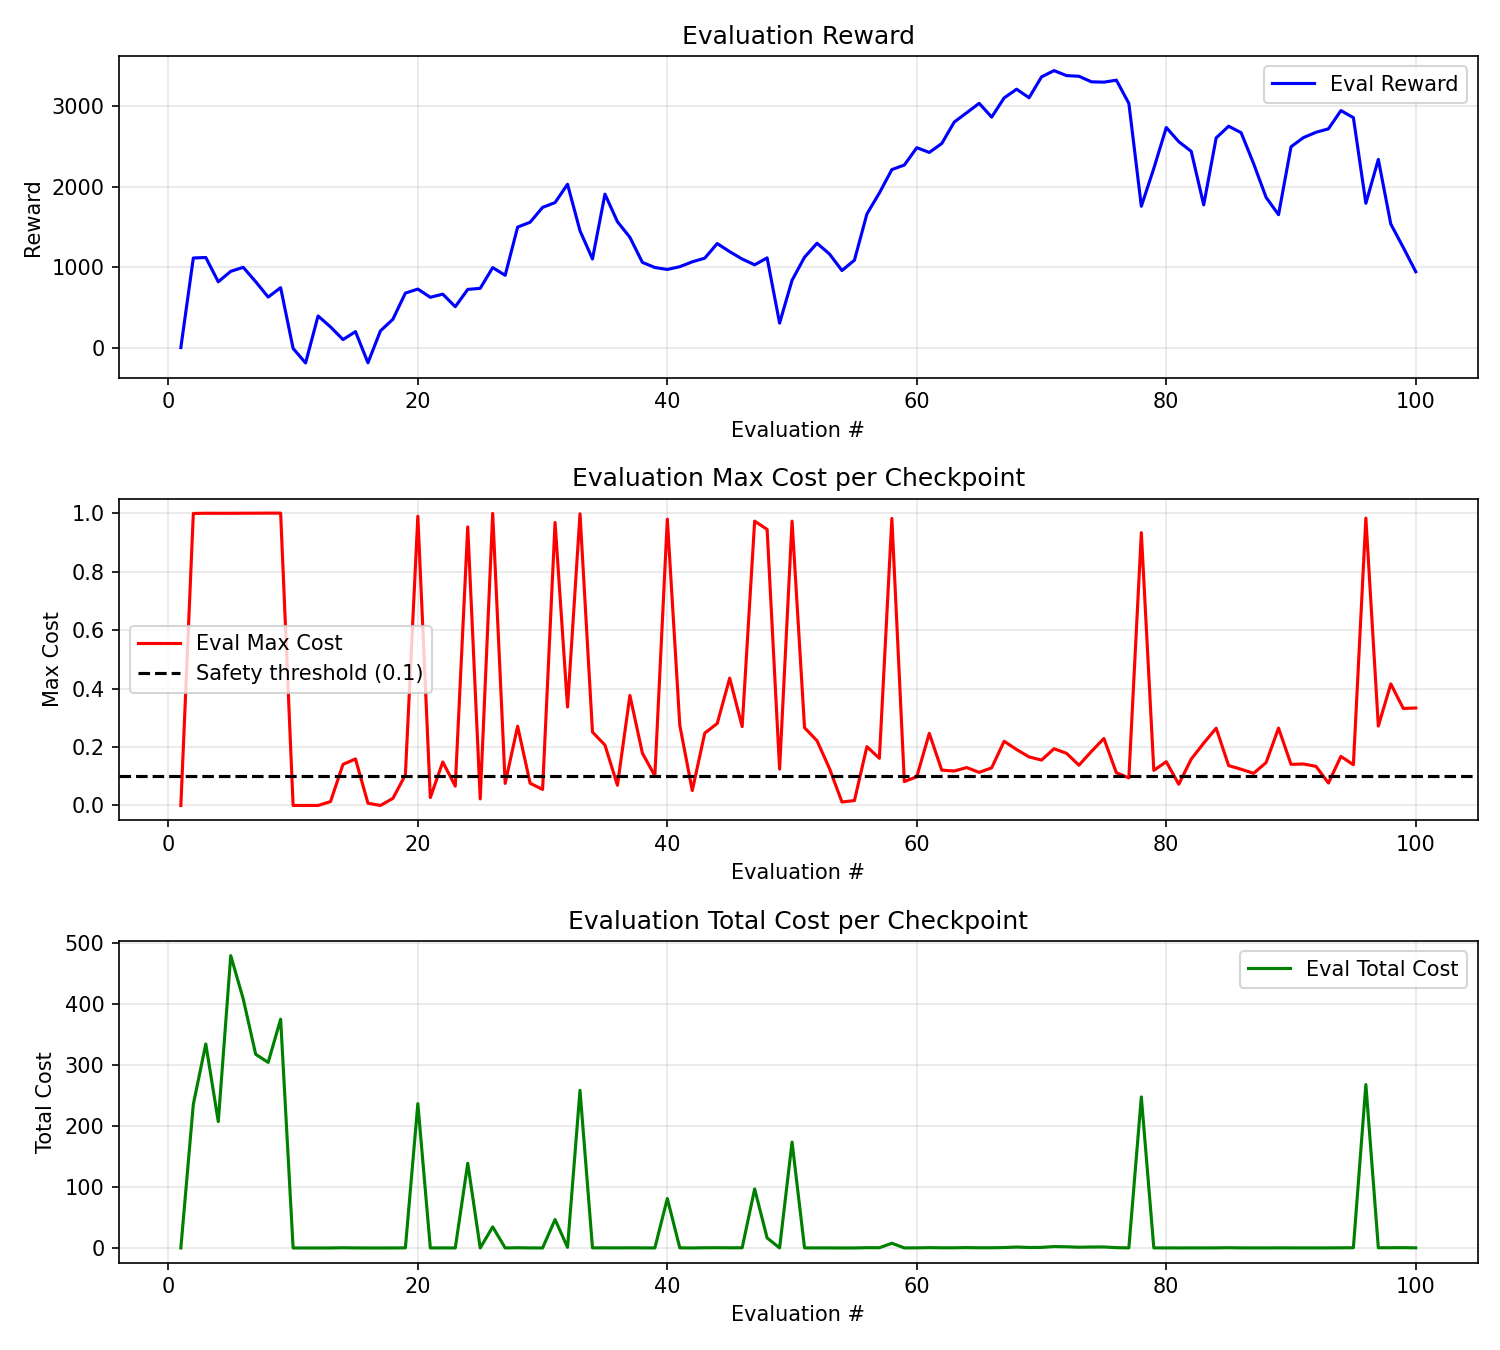 Evaluation Reward
Reward
3000
2000
1000
0
Eval Reward
0 20 40 60 80 100
Evaluation #
Evaluation Max Cost per Checkpoint
Max Cost
1.0
0.8
0.6
0.4
0.2
0.0
Eval Max Cost
Safety threshold (0.1)
0 20 40 60 80 100
Evaluation #
Evaluation Total Cost per Checkpoint
Total Cost
500
400
300
200
100
0
Eval Total Cost
0 20 40 60 80 100
Evaluation #